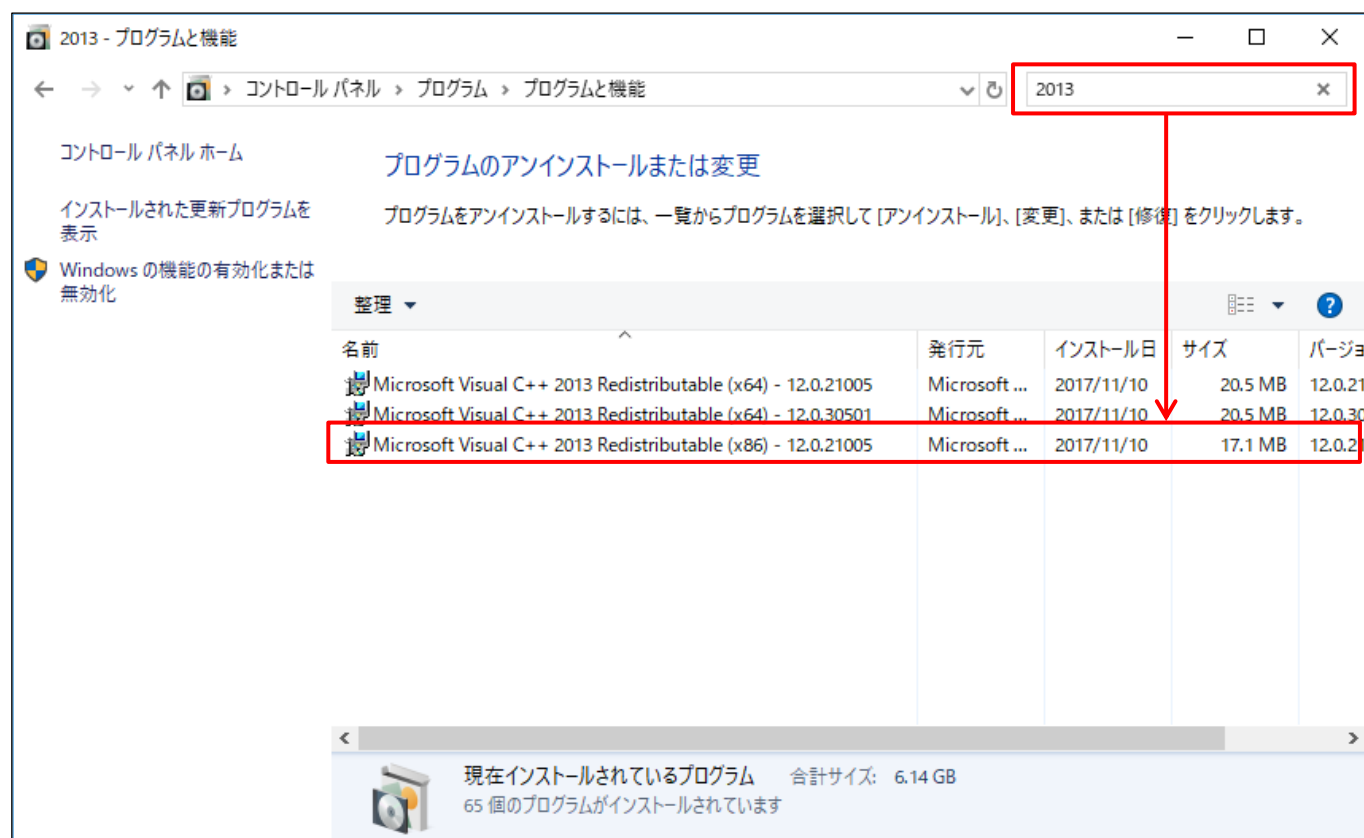 2013 - プログラムと機能
コントロール パネル › プログラム › プログラムと機能
2013
コントロール パネル ホーム
インストールされた更新プログラムを
表示
Windows の機能の有効化または
無効化
プログラムのアンインストールまたは変更
プログラムをアンインストールするには、一覧からプログラムを選択して [アンインストール]、[変更]、または [修復] をクリックします。
整理
名前 発行元 インストール日 サイズ バージョ
Microsoft Visual C++ 2013 Redistributable (x64) - 12.0.21005 Microsoft ... 2017/11/10 20.5 MB 12.0.21
Microsoft Visual C++ 2013 Redistributable (x64) - 12.0.30501 Microsoft ... 2017/11/10 20.5 MB 12.0.30
Microsoft Visual C++ 2013 Redistributable (x86) - 12.0.21005 Microsoft ... 2017/11/10 17.1 MB 12.0.21
現在インストールされているプログラム 合計サイズ: 6.14 GB
65 個のプログラムがインストールされています